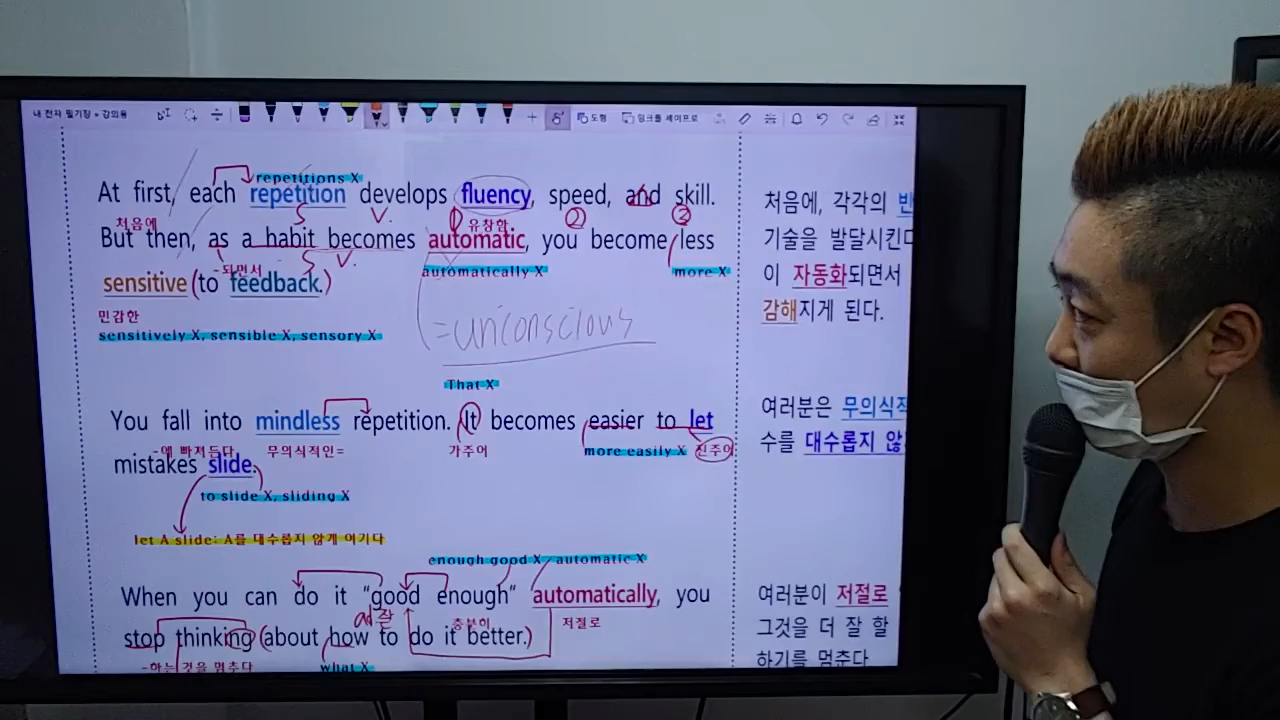 내 전자 필기장 » 강의용
도형
잉크를 셰이프로
repetitions X
At first, each repetition develops fluency, speed, and skill.
처음에
① 유창함
②
②
But then, as a habit becomes automatic, you become less
-되면서
automatically X
more X
sensitive (to feedback.)
민감한
sensitively X, sensible X, sensory X
=unconscious
That X
You fall into mindless repetition. It becomes easier to let
-에 빠져든다
무의식적인=
가주어
more easily X
진주어
mistakes slide.
to slide X, sliding X
let A slide: A를 대수롭지 않게 여기다
enough good X automatic X
When you can do it "good enough" automatically, you
ad 잘
충분히
저절로
stop thinking (about how to do it better.)
-하는 것을 멈추다
what X
처음에, 각각의 반
기술을 발달시킨다
이 자동화되면서
감해지게 된다.
여러분은 무의식적
수를 대수롭지 않
여러분이 저절로
그것을 더 잘 할
하기를 멈춘다